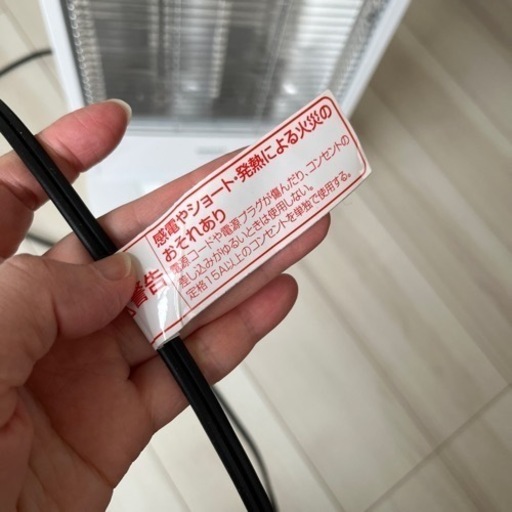 警告
感電やショート・発熱による火災の
おそれあり
電源コードや電源プラグが傷んだり、コンセントの
差し込みがゆるいときは使用しない。
定格15A以上のコンセントを単独で使用する。